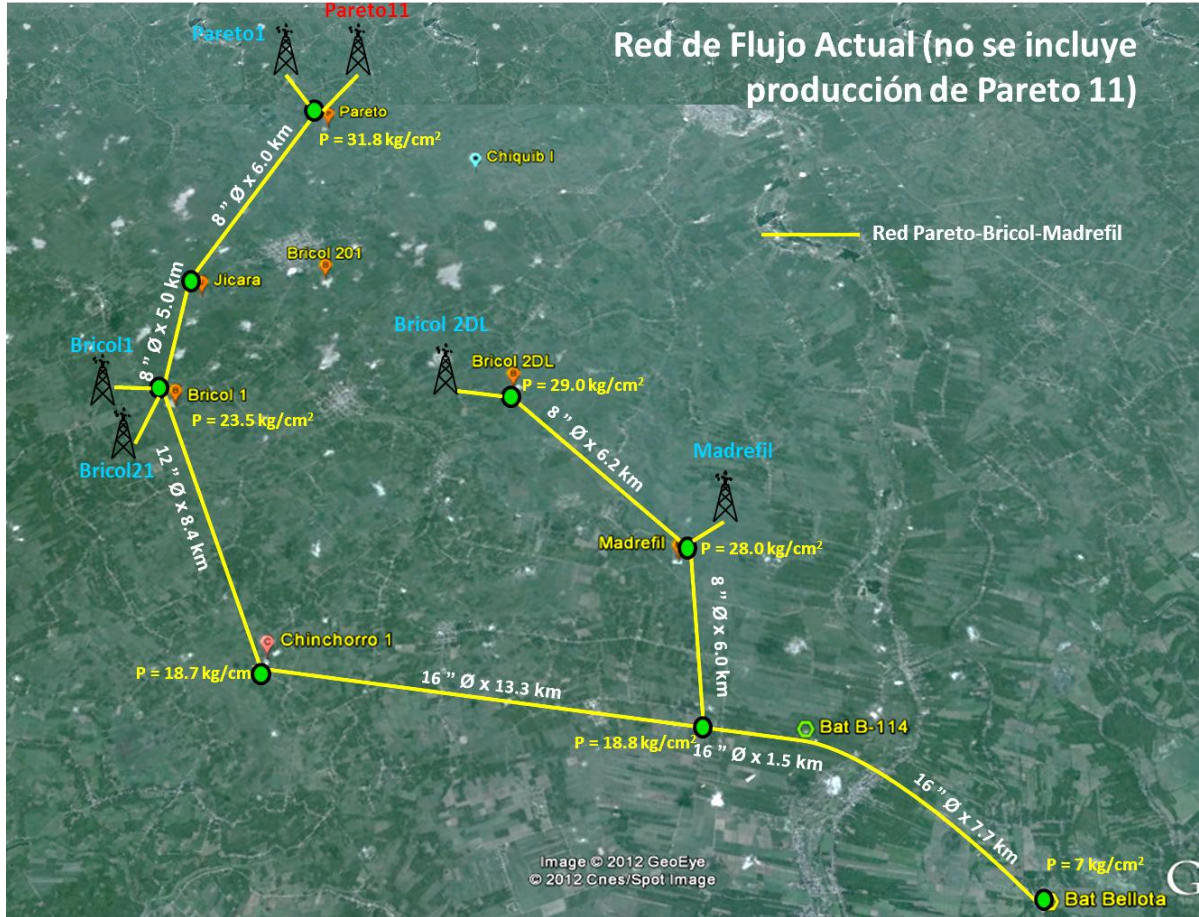 Pareto1
Pareto11
Red de Flujo Actual (no se incluye
producción de Pareto 11)
Pareto
P = 31.8 kg/cm²
Chiquib I
8 ” Ø x 6.0 km
Red Pareto-Bricol-Madrefil
Bricol 201
Jicara
8 ” Ø x 5.0 km
Bricol1
Bricol 2DL
Bricol 2DL
P = 29.0 kg/cm²
Bricol 1
P = 23.5 kg/cm²
8 ” Ø x 6.2 km
Bricol21
Madrefil
12 ” Ø x 8.4 km
Madrefil
P = 28.0 kg/cm²
8 ” Ø x 6.0 km
Chinchorro 1
P = 18.7 kg/cm
16 ” Ø x 13.3 km
Bat B-114
P = 18.8 kg/cm²
16 ” Ø x 1.5 km
16 ” Ø x 7.7 km
Image © 2012 GeoEye
© 2012 Cnes/Spot Image
P = 7 kg/cm²
G
Bat Bellota